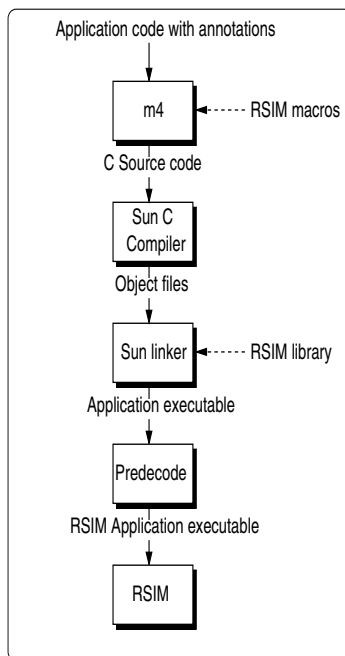 Application code with annotations
m4
RSIM macros
C Source code
Sun C
Compiler
Object files
Sun linker
RSIM library
Application executable
Predecode
RSIM Application executable
RSIM